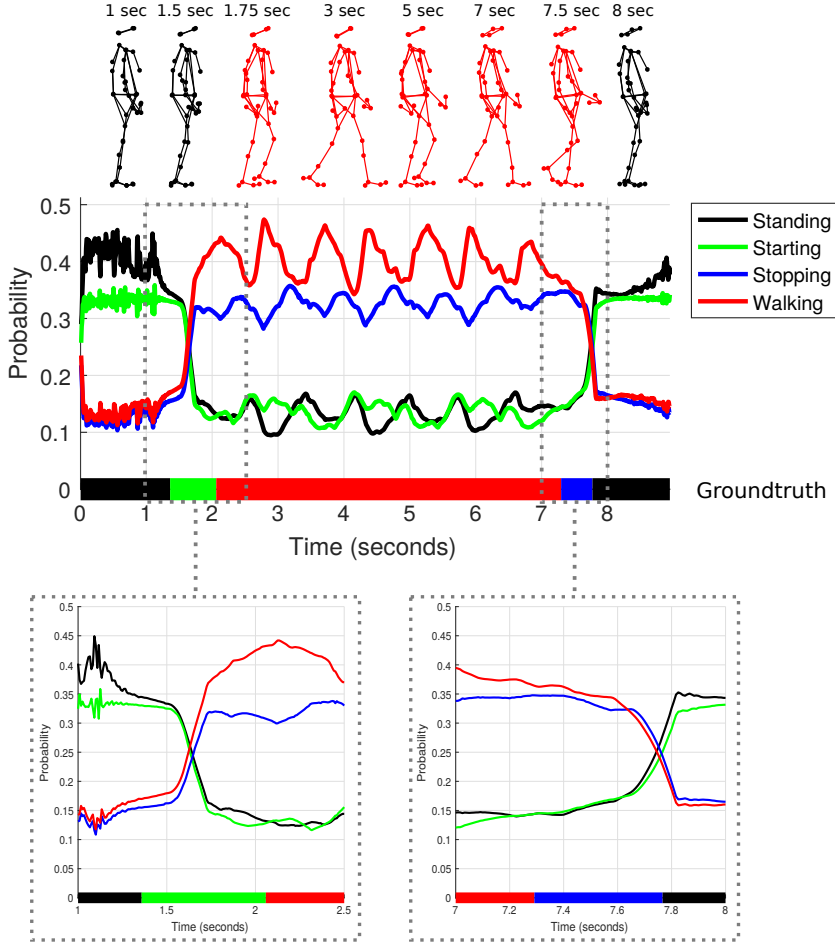 1 sec 1.5 sec 1.75 sec 3 sec 5 sec 7 sec 7.5 sec 8 sec
0.5
0.4
0.3
0.2
0.1
0
Probability
Standing
Starting
Stopping
Walking
Groundtruth
0 1 2 3 4 5 6 7 8
Time (seconds)
0.5
0.45
0.4
0.35
0.3
0.25
0.2
0.15
0.1
0.05
0
Probability
1 1.5 2 2.5
Time (seconds)
0.5
0.45
0.4
0.35
0.3
0.25
0.2
0.15
0.1
0.05
0
Probability
7 7.2 7.4 7.6 7.8 8
Time (seconds)